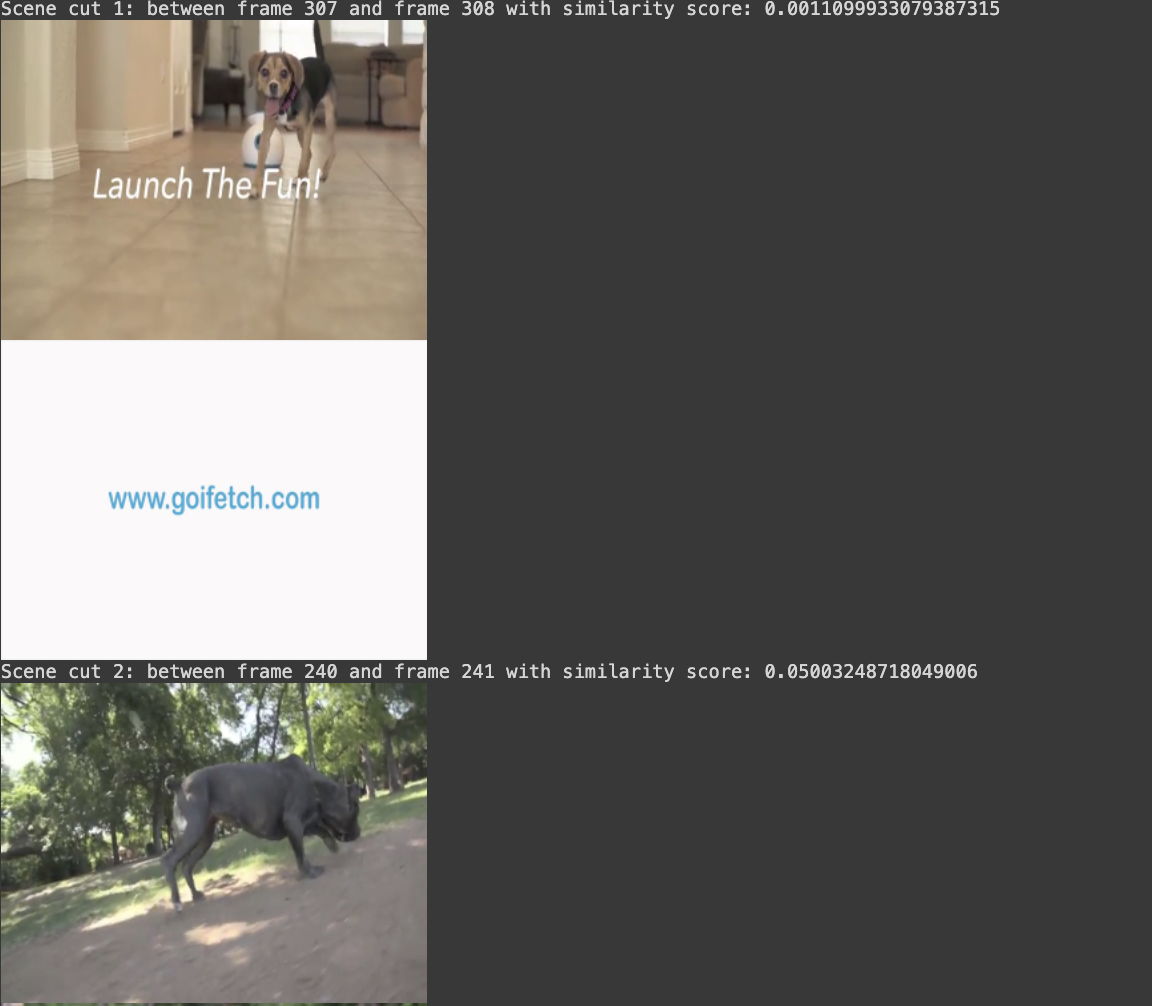 Scene cut 1: between frame 307 and frame 308 with similarity score: 0.0011099933079387315
Launch The Fun!
www.goifetch.com
Scene cut 2: between frame 240 and frame 241 with similarity score: 0.05003248718049006